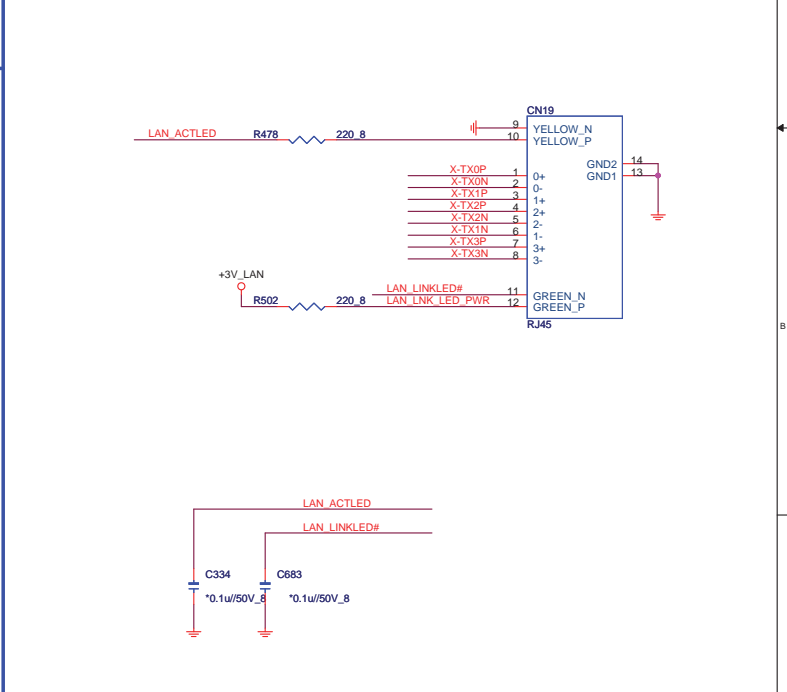 CN19
LAN_ACTLED R478 220_8 9 YELLOW_N
10 YELLOW_P
GND2 14
GND1 13
X-TX0P 1 0+
X-TX0N 2 0-
X-TX1P 3 1+
X-TX2P 4 2+
X-TX2N 5 2-
X-TX1N 6 1-
X-TX3P 7 3+
X-TX3N 8 3-
+3V_LAN
LAN_LINKLED# 11 GREEN_N
R502 220_8 LAN_LNK_LED_PWR 12 GREEN_P
RJ45
B
LAN_ACTLED
LAN_LINKLED#
C334 C683
*0.1u//50V_8 *0.1u//50V_8